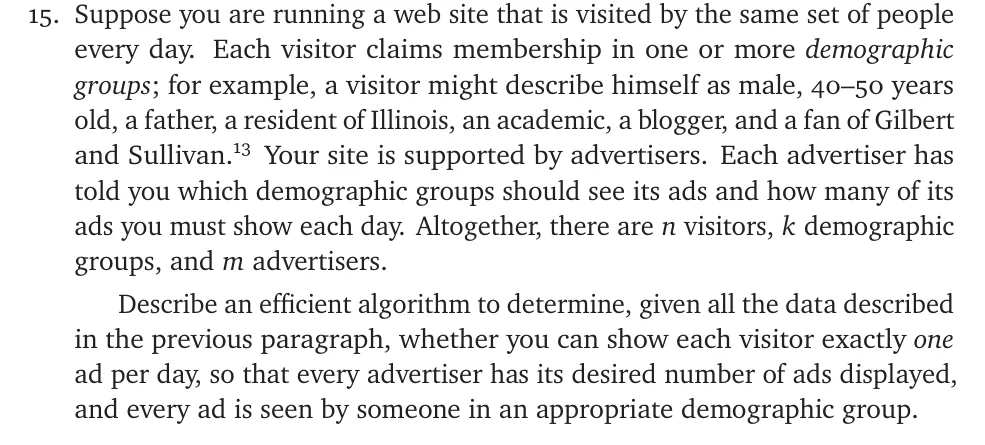 15. Suppose you are running a web site that is visited by the same set of people
every day. Each visitor claims membership in one or more demographic
groups; for example, a visitor might describe himself as male, 40–50 years
old, a father, a resident of Illinois, an academic, a blogger, and a fan of Gilbert
and Sullivan.¹³ Your site is supported by advertisers. Each advertiser has
told you which demographic groups should see its ads and how many of its
ads you must show each day. Altogether, there are n visitors, k demographic
groups, and m advertisers.
Describe an efficient algorithm to determine, given all the data described
in the previous paragraph, whether you can show each visitor exactly one
ad per day, so that every advertiser has its desired number of ads displayed,
and every ad is seen by someone in an appropriate demographic group.